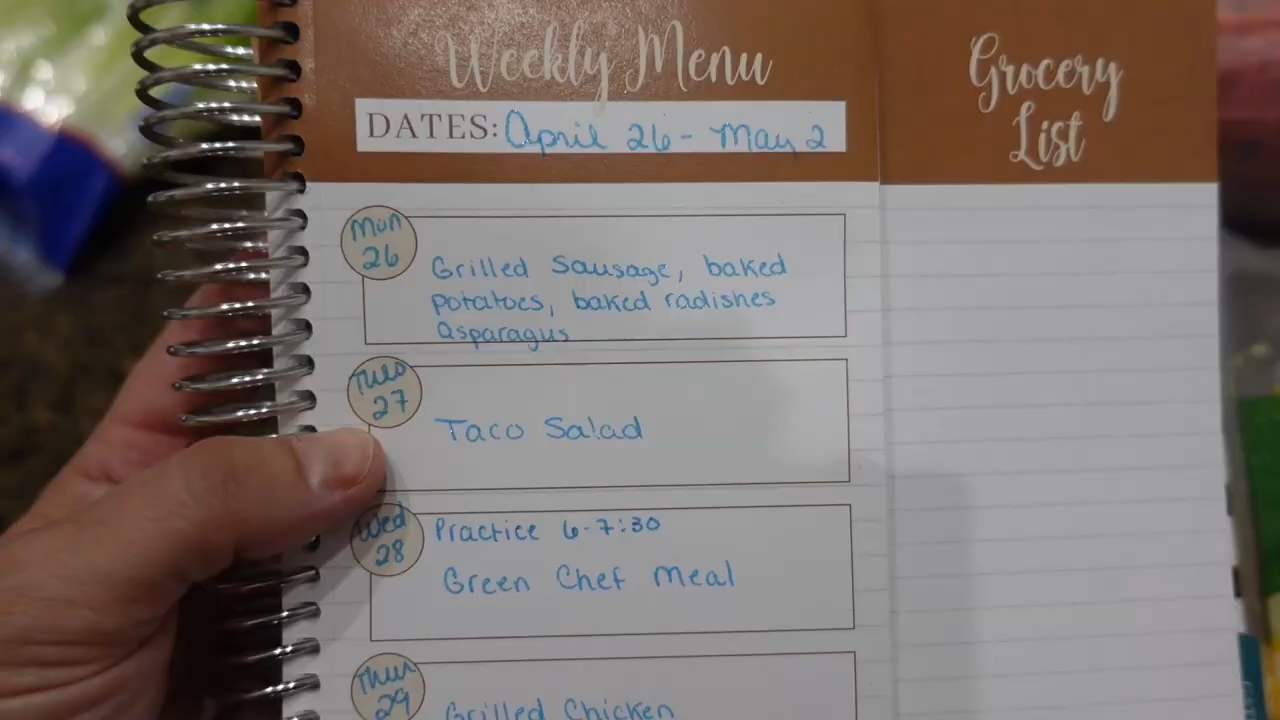 Weekly Menu
DATES: April 26 - May 2
Mon
26
Grilled Sausage, baked
potatoes, baked radishes
asparagus
Tues
27
Taco Salad
Wed
28
Practice 6-7:30
Green Chef Meal
Thur
29
Grilled Chicken
Grocery
List